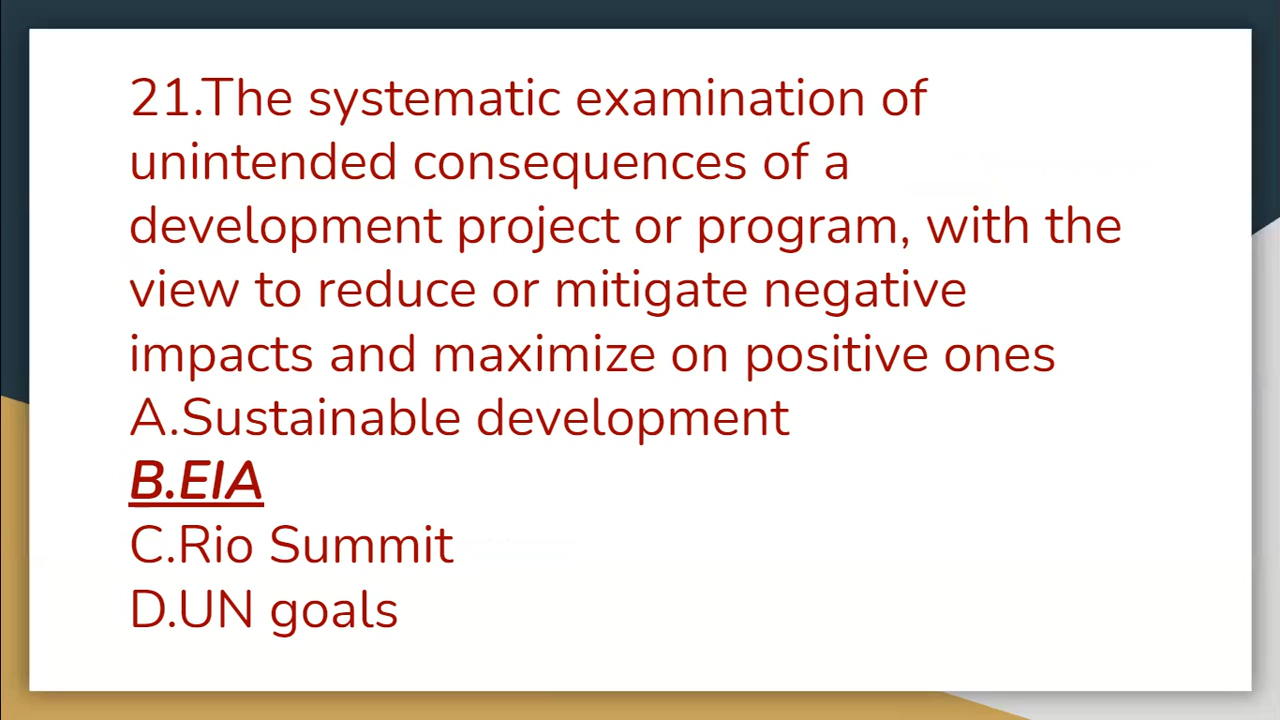 21.The systematic examination of
unintended consequences of a
development project or program, with the
view to reduce or mitigate negative
impacts and maximize on positive ones
A.Sustainable development
B.EIA
C.Rio Summit
D.UN goals